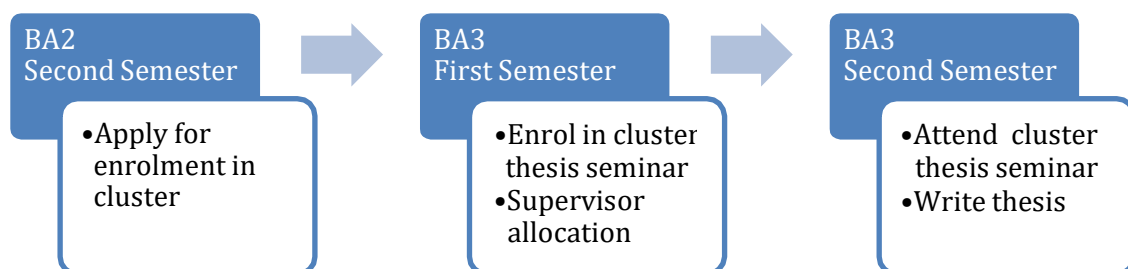 BA2
Second Semester
•Apply for
enrolment in
cluster
BA3
First Semester
•Enrol in cluster
thesis seminar
•Supervisor
allocation
BA3
Second Semester
•Attend cluster
thesis seminar
•Write thesis